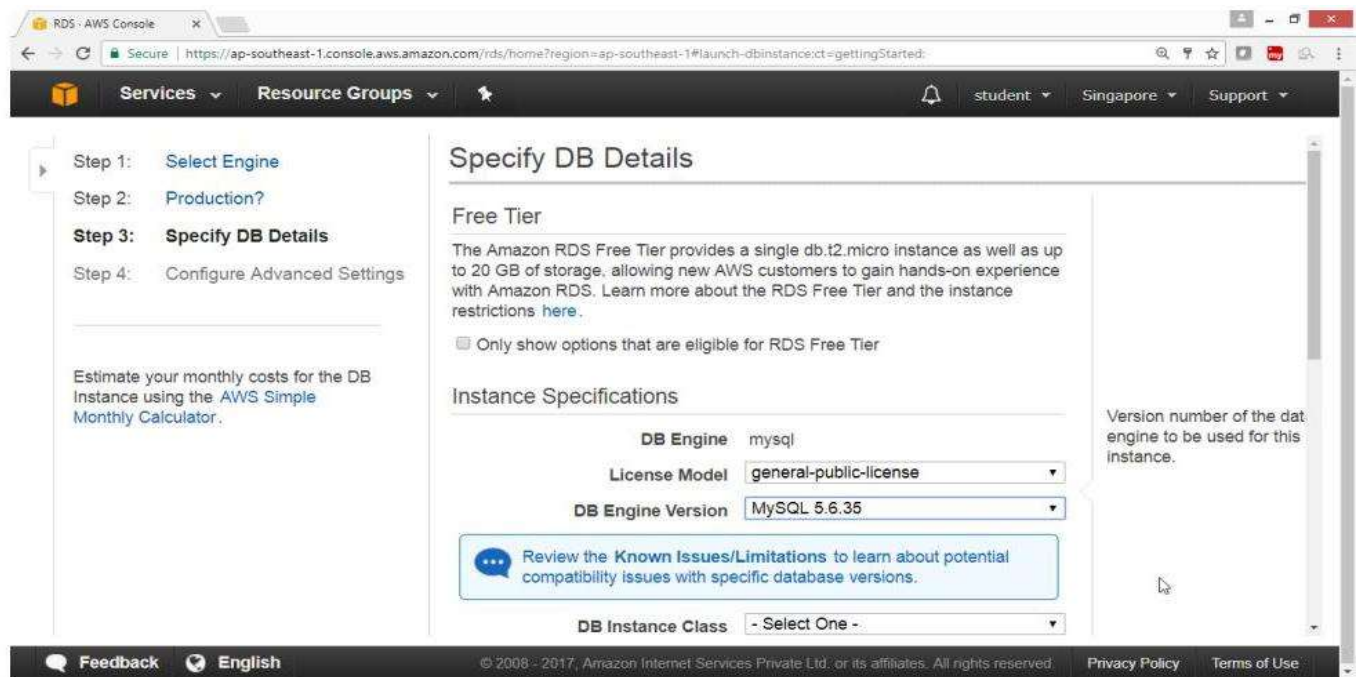 RDS - AWS Console
Secure | https://ap-southeast-1.console.aws.amazon.com/rds/home?region=ap-southeast-1#launch-dbinstance:ct=gettingStarted:
my
Services Resource Groups student Singapore Support
Step 1: Select Engine
Step 2: Production?
Step 3: Specify DB Details
Step 4: Configure Advanced Settings
Estimate your monthly costs for the DB
Instance using the AWS Simple
Monthly Calculator.
Specify DB Details
Free Tier
The Amazon RDS Free Tier provides a single db.t2.micro instance as well as up
to 20 GB of storage, allowing new AWS customers to gain hands-on experience
with Amazon RDS. Learn more about the RDS Free Tier and the instance
restrictions here.
Only show options that are eligible for RDS Free Tier
Instance Specifications
DB Engine mysql
License Model general-public-license
DB Engine Version MySQL 5.6.35
Review the Known Issues/Limitations to learn about potential
compatibility issues with specific database versions.
DB Instance Class - Select One -
Version number of the dat
engine to be used for this
instance.
Feedback English © 2008 - 2017, Amazon Internet Services Private Ltd. or its affiliates. All rights reserved. Privacy Policy Terms of Use